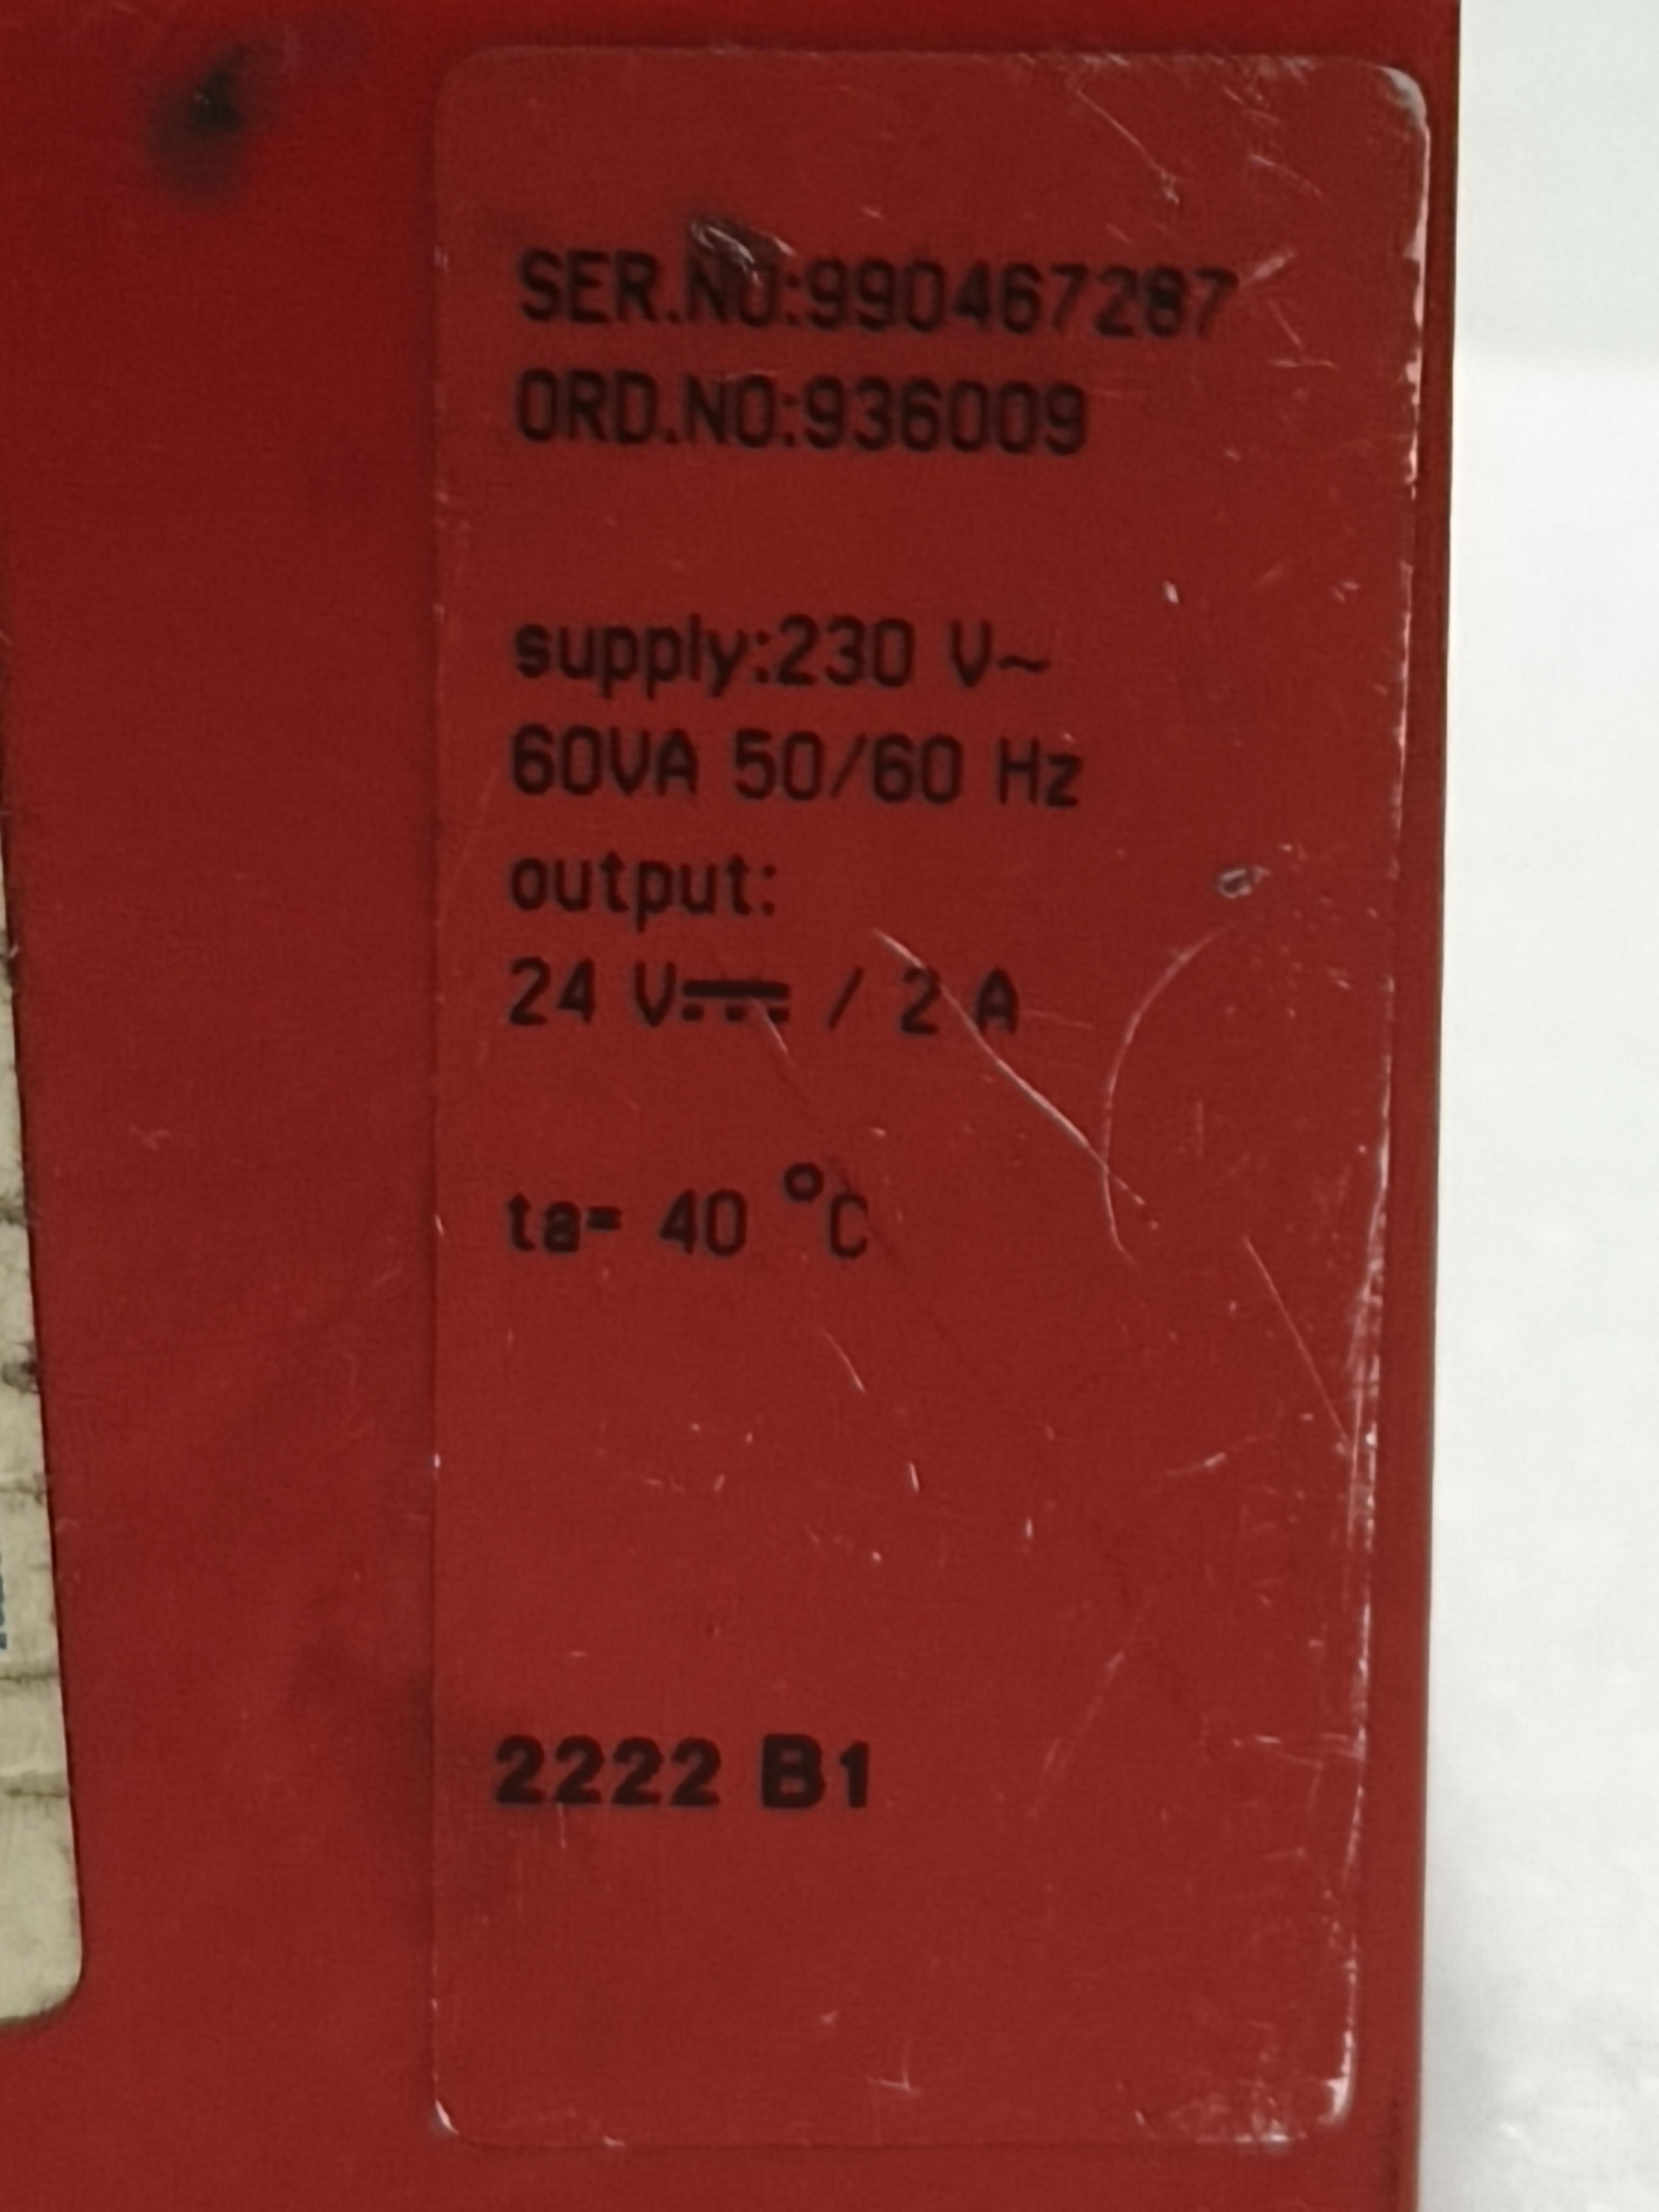 SER.NO:990467287
ORD.NO:936009
supply:230 V~
60VA 50/60 Hz
output:
24 V⎓ / 2 A
ta= 40 °C
2222 B1